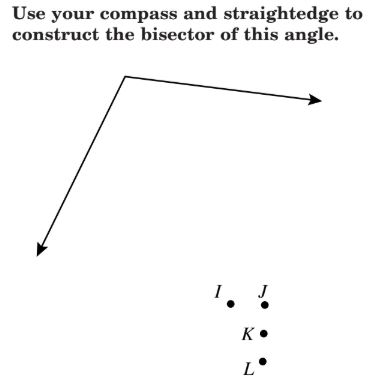 Use your compass and straightedge to
construct the bisector of this angle.
I J
K
L